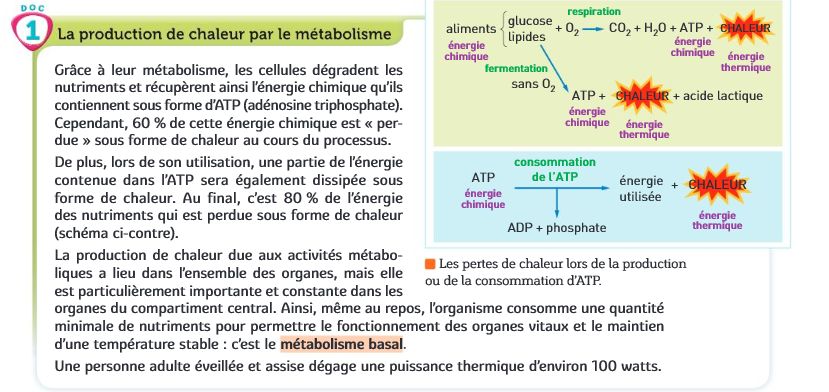 DOC
1
La production de chaleur par le métabolisme
Grâce à leur métabolisme, les cellules dégradent les
nutriments et récupèrent ainsi l'énergie chimique qu'ils
contiennent sous forme d'ATP (adénosine triphosphate).
Cependant, 60 % de cette énergie chimique est « per-
due » sous forme de chaleur au cours du processus.
De plus, lors de son utilisation, une partie de l'énergie
contenue dans l'ATP sera également dissipée sous
forme de chaleur. Au final, c'est 80 % de l'énergie
des nutriments qui est perdue sous forme de chaleur
(schéma ci-contre).
La production de chaleur due aux activités métabo-
liques a lieu dans l'ensemble des organes, mais elle
est particulièrement importante et constante dans les
organes du compartiment central. Ainsi, même au repos, l'organisme consomme une quantité
minimale de nutriments pour permettre le fonctionnement des organes vitaux et le maintien
d'une température stable : c'est le métabolisme basal.
Une personne adulte éveillée et assise dégage une puissance thermique d'environ 100 watts.
respiration
aliments { glucose + O₂ → CO₂ + H₂O + ATP + CHALEUR
lipides
énergie chimique
énergie chimique
énergie thermique
fermentation
sans O₂
ATP + CHALEUR + acide lactique
énergie chimique
énergie thermique
consommation
de l'ATP
ATP → énergie utilisée + CHALEUR
énergie chimique
énergie thermique
ADP + phosphate
Les pertes de chaleur lors de la production
ou de la consommation d'ATP.